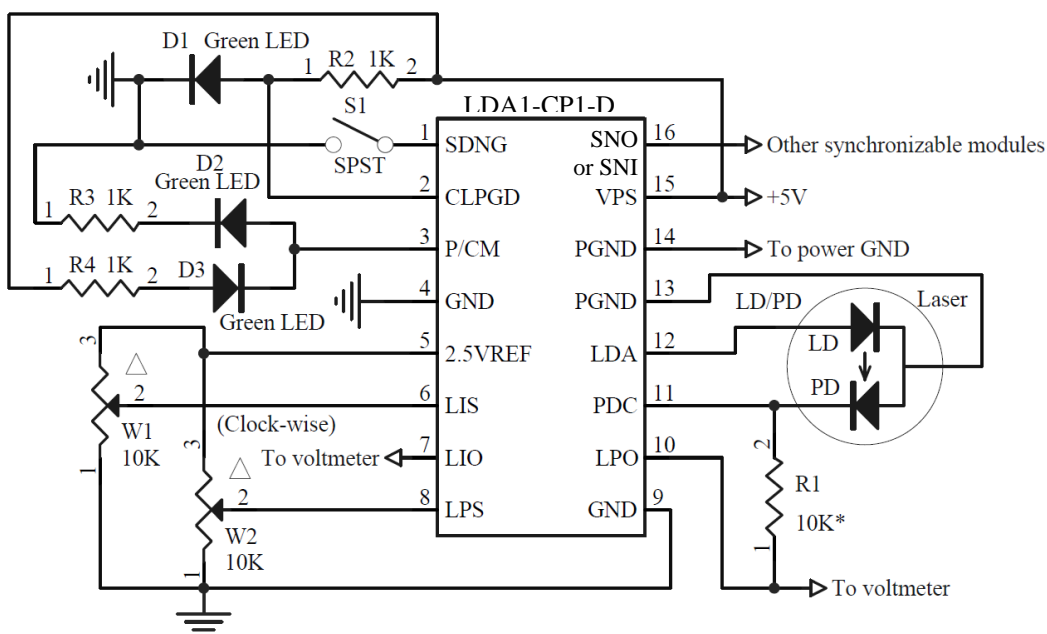 D1 Green LED
1 R2 1K 2
S1
SPST
LDA1-CP1-D
D2
Green LED
1 R3 1K 2
1 R4 1K 2 D3
Green LED
1 SDNG
2 CLPGD
3 P/CM
4 GND
5 2.5VREF
6 LIS
7 LIO
8 LPS
SNO 16
or SNI
VPS 15
PGND 14
PGND 13
LDA 12
PDC 11
LPO 10
GND 9
Other synchronizable modules
+5V
To power GND
LD/PD
Laser
LD
PD
3
△
2
W1
10K
1
(Clock-wise)
To voltmeter
3
△
2
W2
10K
1
2
R1
10K*
1
To voltmeter